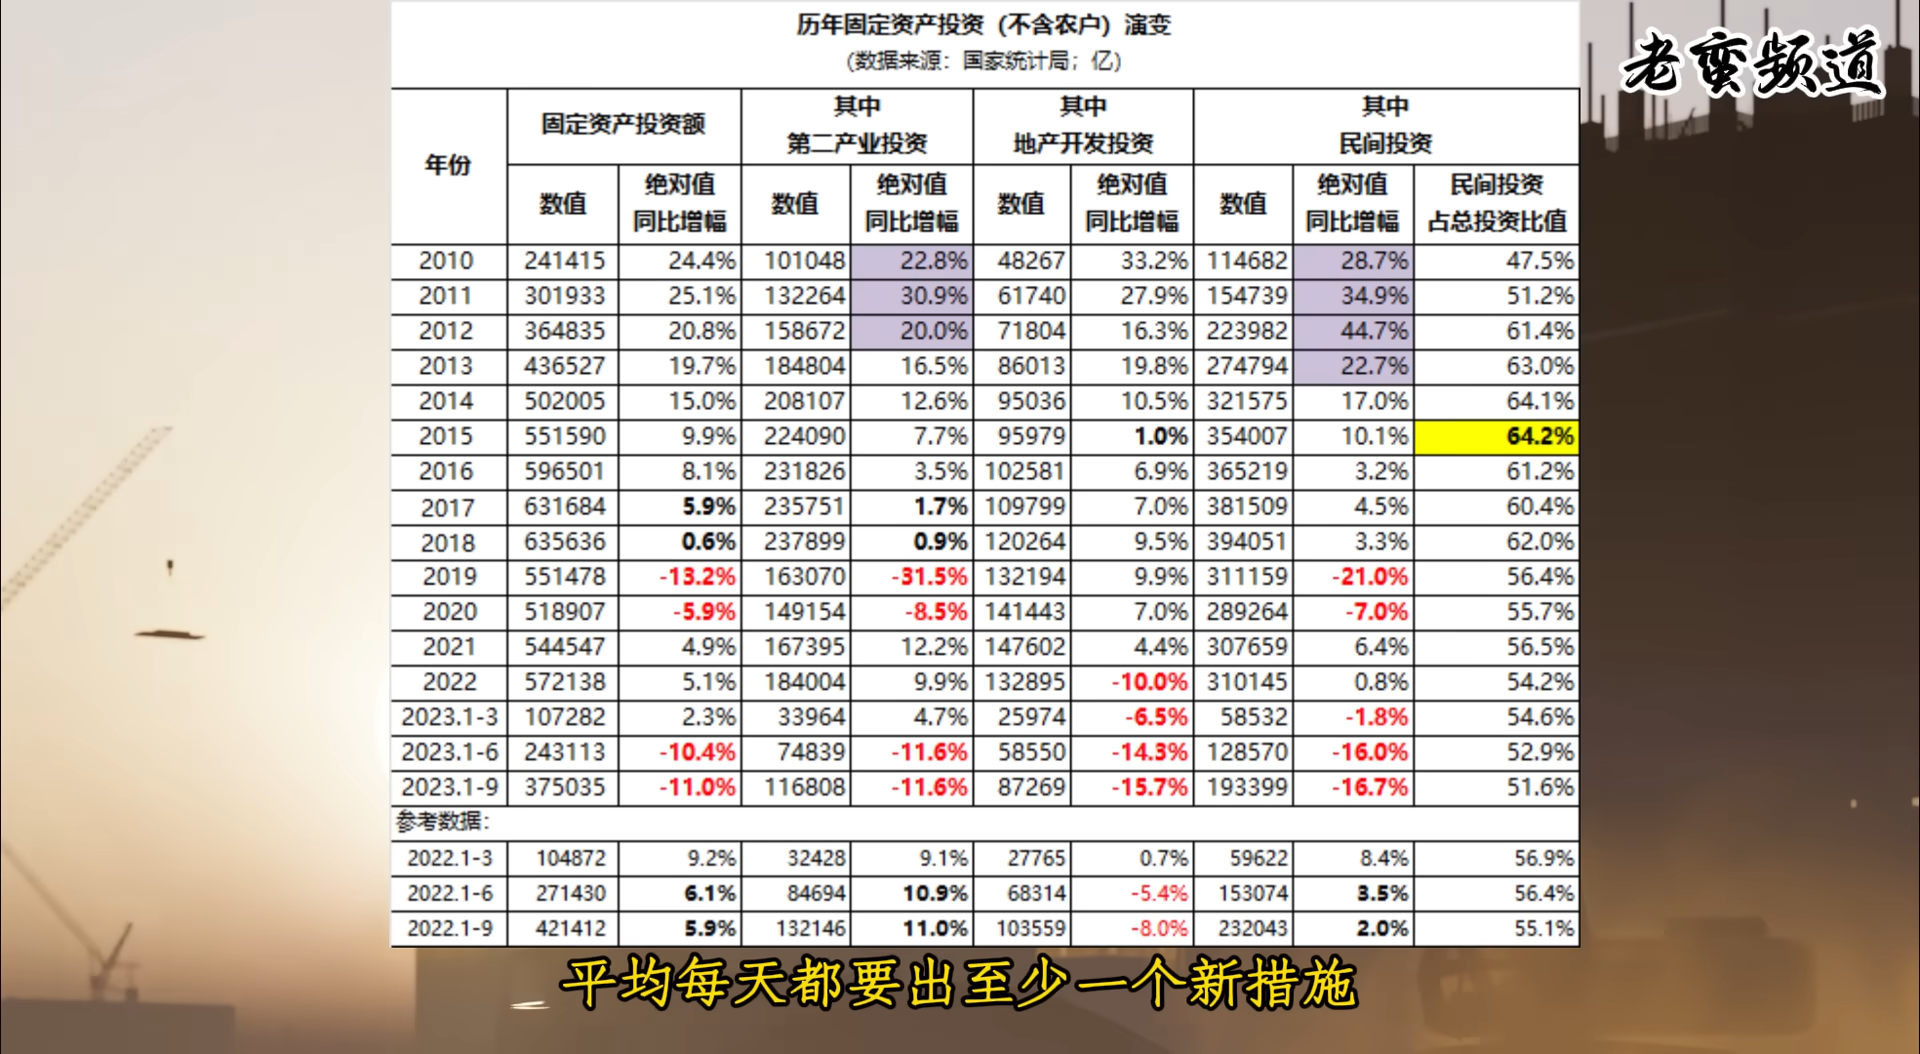 历年固定资产投资（不含农户）演变
（数据来源：国家统计局；亿）
老蛮频道
年份 固定资产投资额 其中 第二产业投资 其中 地产开发投资 其中 民间投资
数值 绝对值同比增幅 数值 绝对值同比增幅 数值 绝对值同比增幅 数值 绝对值同比增幅 民间投资占总投资比值
2010 241415 24.4% 101048 22.8% 48267 33.2% 114682 28.7% 47.5%
2011 301933 25.1% 132264 30.9% 61740 27.9% 154739 34.9% 51.2%
2012 364835 20.8% 158672 20.0% 71804 16.3% 223982 44.7% 61.4%
2013 436527 19.7% 184804 16.5% 86013 19.8% 274794 22.7% 63.0%
2014 502005 15.0% 208107 12.6% 95036 10.5% 321575 17.0% 64.1%
2015 551590 9.9% 224090 7.7% 95979 1.0% 354007 10.1% 64.2%
2016 596501 8.1% 231826 3.5% 102581 6.9% 365219 3.2% 61.2%
2017 631684 5.9% 235751 1.7% 109799 7.0% 381509 4.5% 60.4%
2018 635636 0.6% 237899 0.9% 120264 9.5% 394051 3.3% 62.0%
2019 551478 -13.2% 163070 -31.5% 132194 9.9% 311159 -21.0% 56.4%
2020 518907 -5.9% 149154 -8.5% 141443 7.0% 289264 -7.0% 55.7%
2021 544547 4.9% 167395 12.2% 147602 4.4% 307659 6.4% 56.5%
2022 572138 5.1% 184004 9.9% 132895 -10.0% 310145 0.8% 54.2%
2023.1-3 107282 2.3% 33964 4.7% 25974 -6.5% 58532 -1.8% 54.6%
2023.1-6 243113 -10.4% 74839 -11.6% 58550 -14.3% 128570 -16.0% 52.9%
2023.1-9 375035 -11.0% 116808 -11.6% 87269 -15.7% 193399 -16.7% 51.6%
参考数据：
2022.1-3 104872 9.2% 32428 9.1% 27765 0.7% 59622 8.4% 56.9%
2022.1-6 271430 6.1% 84694 10.9% 68314 -5.4% 153074 3.5% 56.4%
2022.1-9 421412 5.9% 132146 11.0% 103559 -8.0% 232043 2.0% 55.1%
平均每天都要出至少一个新措施